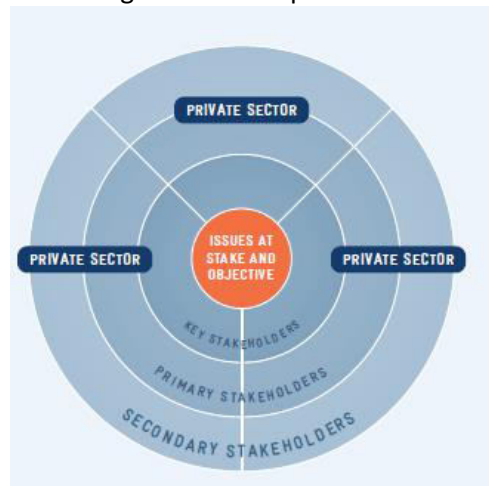 PRIVATE SECTOR
PRIVATE SECTOR
PRIVATE SECTOR
ISSUES AT
STAKE AND
OBJECTIVE
KEY STAKEHOLDERS
PRIMARY STAKEHOLDERS
SECONDARY STAKEHOLDERS